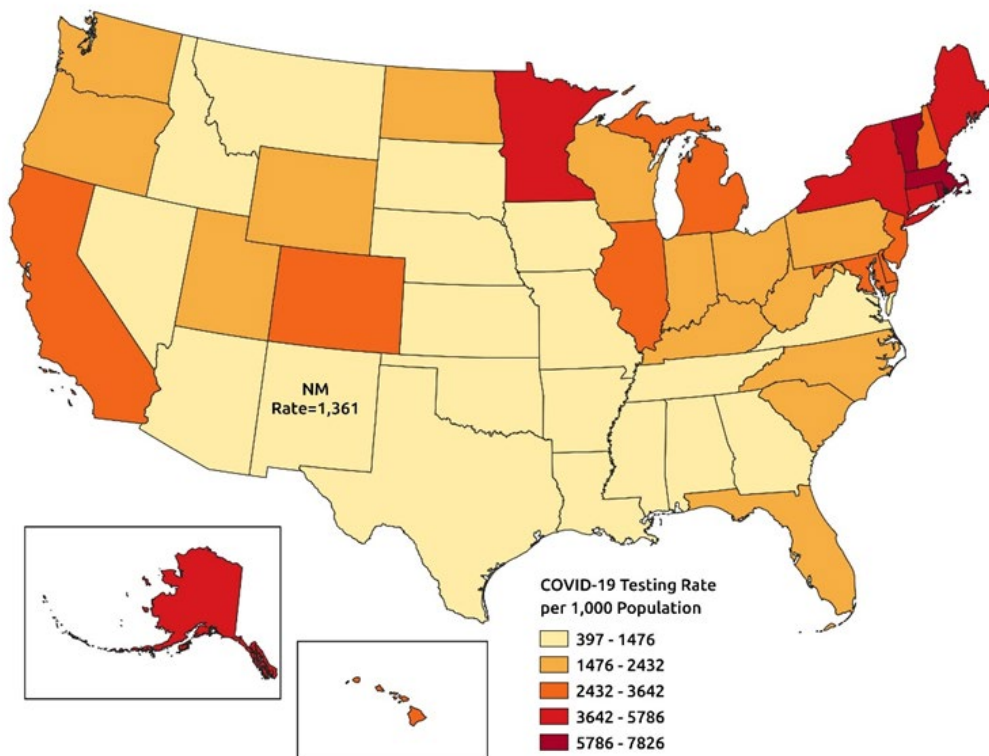 NM
Rate=1,361
COVID-19 Testing Rate
per 1,000 Population
397 - 1476
1476 - 2432
2432 - 3642
3642 - 5786
5786 - 7826